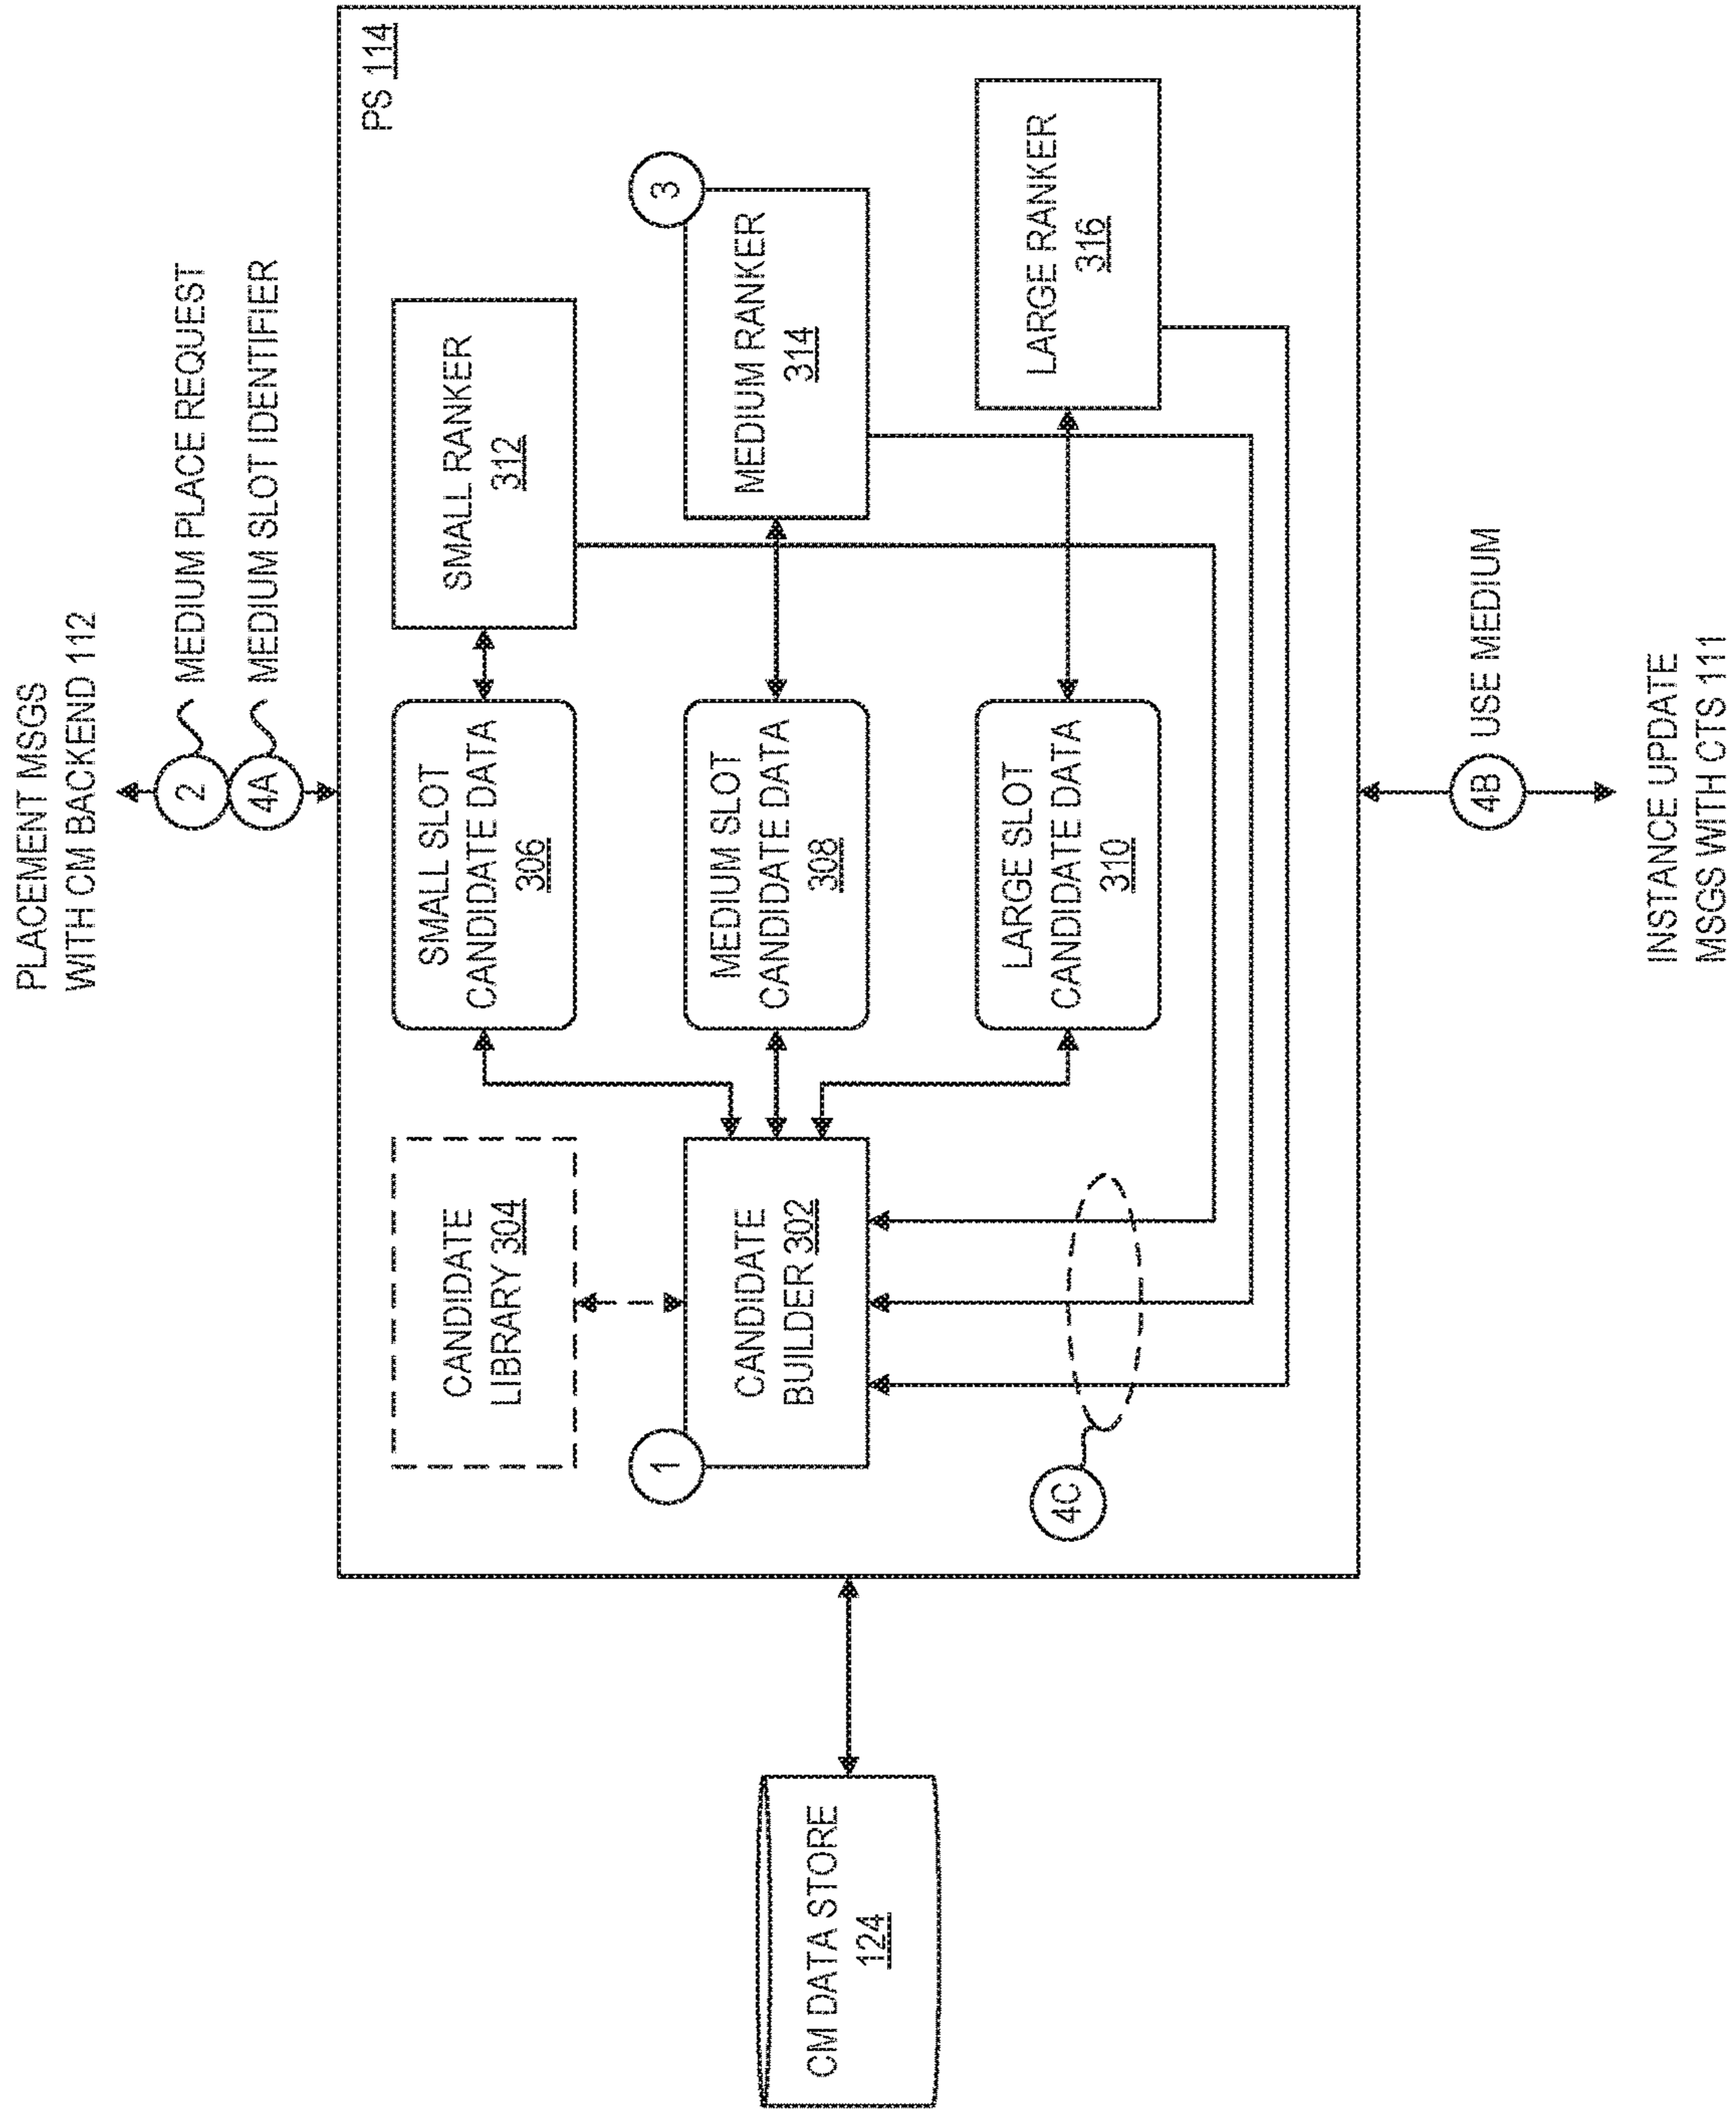 PLACEMENT MSGS
WITH CM BACKEND 112
2
MEDIUM PLACE REQUEST
4A
MEDIUM SLOT IDENTIFIER
PS 114
CANDIDATE
LIBRARY 304
SMALL SLOT
CANDIDATE DATA
306
SMALL RANKER
312
1
CANDIDATE
BUILDER 302
MEDIUM SLOT
CANDIDATE DATA
308
3
MEDIUM RANKER
314
CM DATA STORE
124
4C
LARGE SLOT
CANDIDATE DATA
310
LARGE RANKER
316
4B
USE MEDIUM
INSTANCE UPDATE
MSGS WITH CTS 111